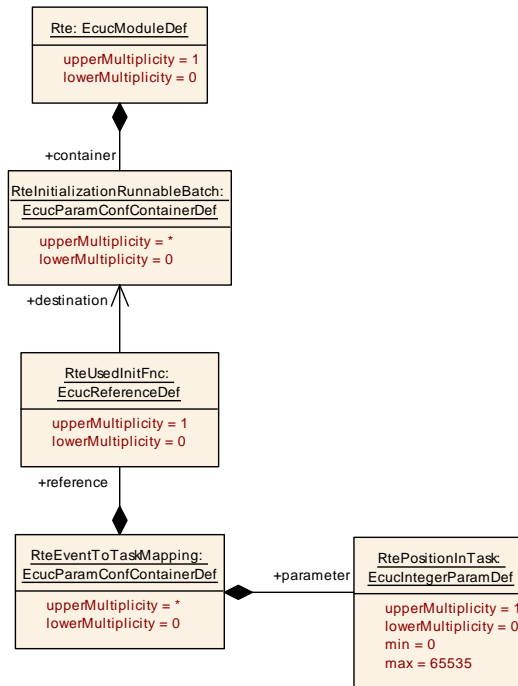 Rte: EcucModuleDef
upperMultiplicity = 1
lowerMultiplicity = 0
+container
RteInitializationRunnableBatch:
EcucParamConfContainerDef
upperMultiplicity = *
lowerMultiplicity = 0
+destination
RteUsedInitFnc:
EcucReferenceDef
upperMultiplicity = 1
lowerMultiplicity = 0
+reference
RteEventToTaskMapping:
EcucParamConfContainerDef
upperMultiplicity = *
lowerMultiplicity = 0
+parameter
RtePositionInTask:
EcucIntegerParamDef
upperMultiplicity = 1
lowerMultiplicity = 0
min = 0
max = 65535